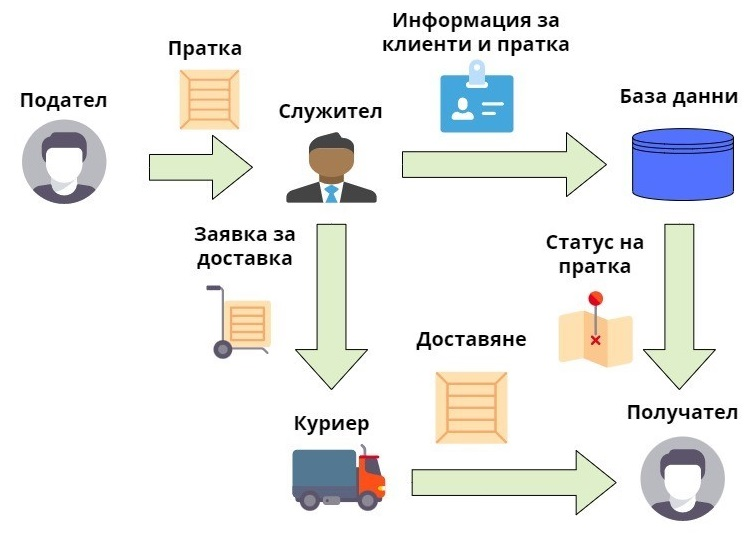 Подател
Пратка
Служител
Информация за
клиенти и пратка
База данни
Заявка за
доставка
Статус на
пратка
Куриер
Доставяне
Получател